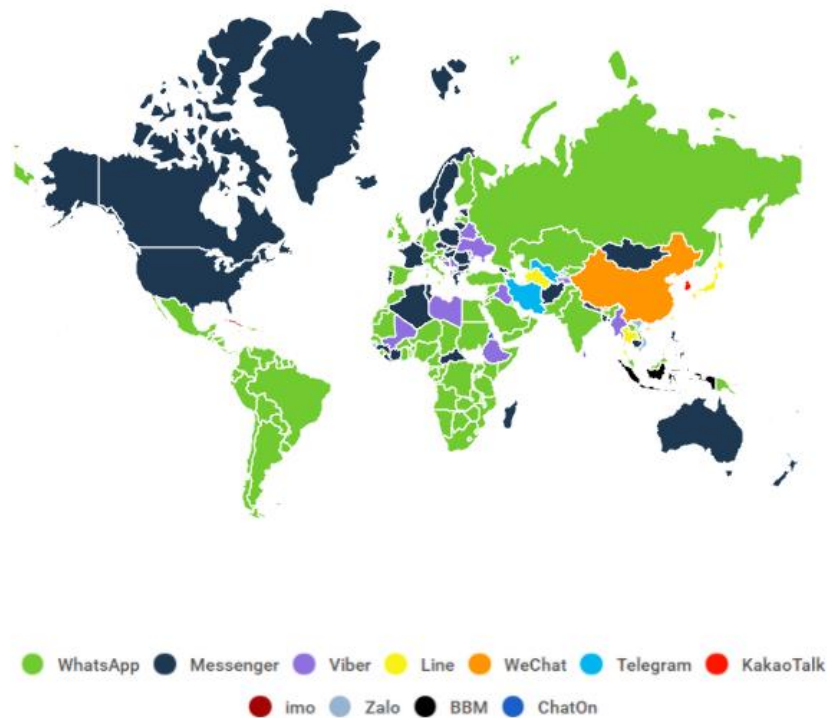 WhatsApp Messenger Viber Line WeChat Telegram KakaoTalk
imo Zalo BBM ChatOn